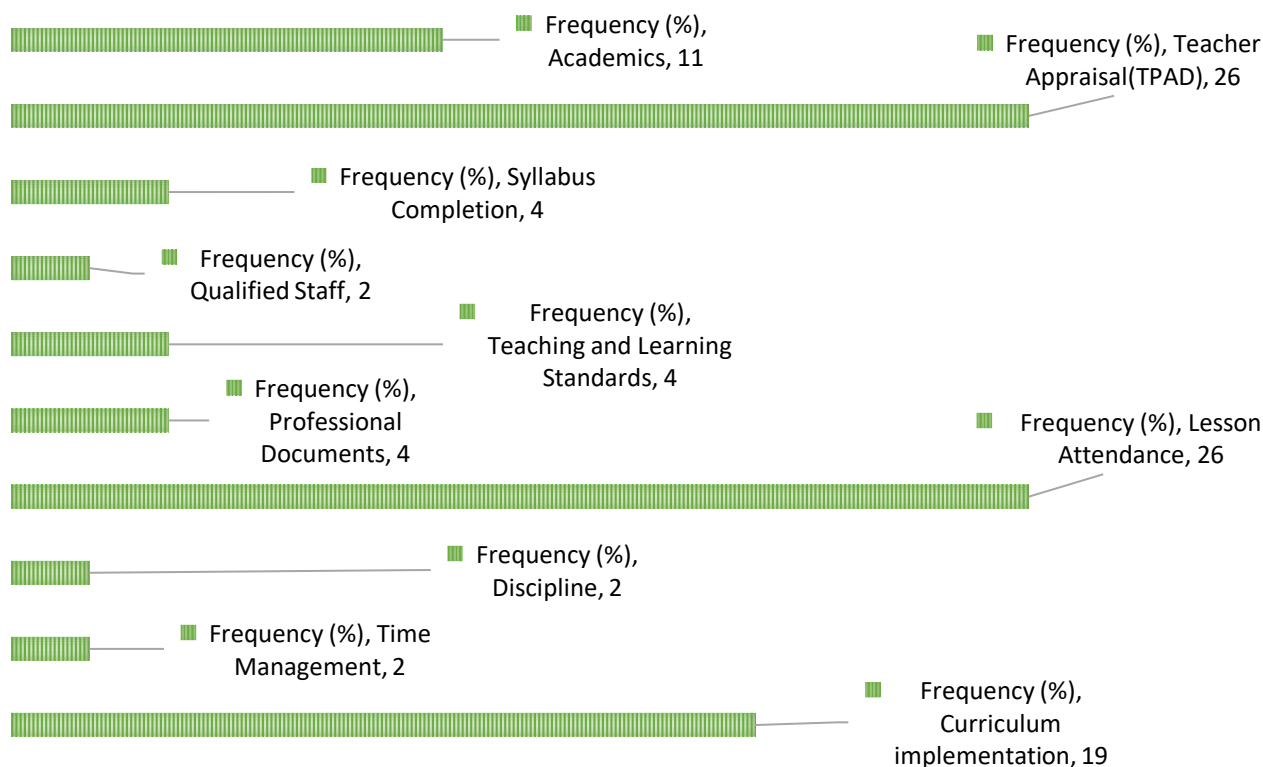 Frequency (%),
Academics, 11
Frequency (%), Teacher
Appraisal(TPAD), 26
Frequency (%), Syllabus
Completion, 4
Frequency (%),
Qualified Staff, 2
Frequency (%),
Teaching and Learning
Standards, 4
Frequency (%),
Professional
Documents, 4
Frequency (%), Lesson
Attendance, 26
Frequency (%),
Discipline, 2
Frequency (%), Time
Management, 2
Frequency (%),
Curriculum
implementation, 19